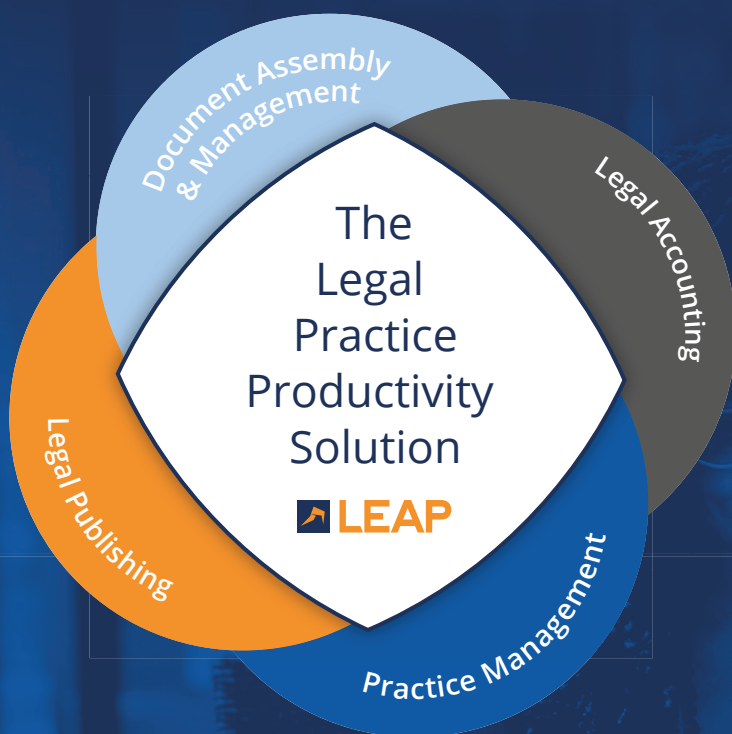 Document Assembly
& Management
Legal Accounting
The
Legal
Practice
Productivity
Solution
LEAP
Legal Publishing
Practice Management